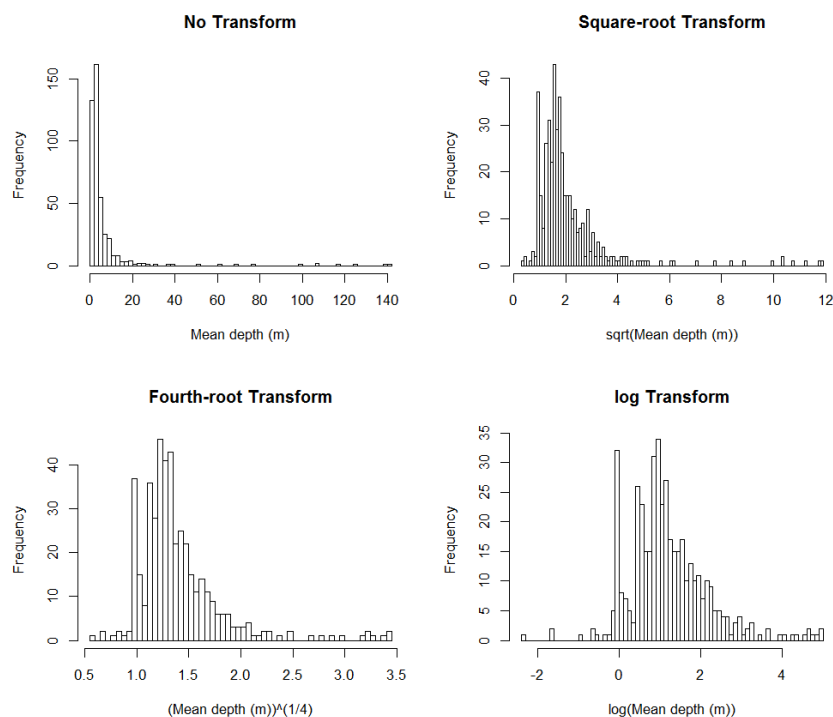 No Transform
Frequency
0
50
100
150
0 20 40 60 80 100 120 140
Mean depth (m)
Square-root Transform
Frequency
0
10
20
30
40
0 2 4 6 8 10 12
sqrt(Mean depth (m))
Fourth-root Transform
Frequency
0
10
20
30
40
0.5 1.0 1.5 2.0 2.5 3.0 3.5
(Mean depth (m))^(1/4)
log Transform
Frequency
0
5
10
15
20
25
30
35
-2 0 2 4
log(Mean depth (m))